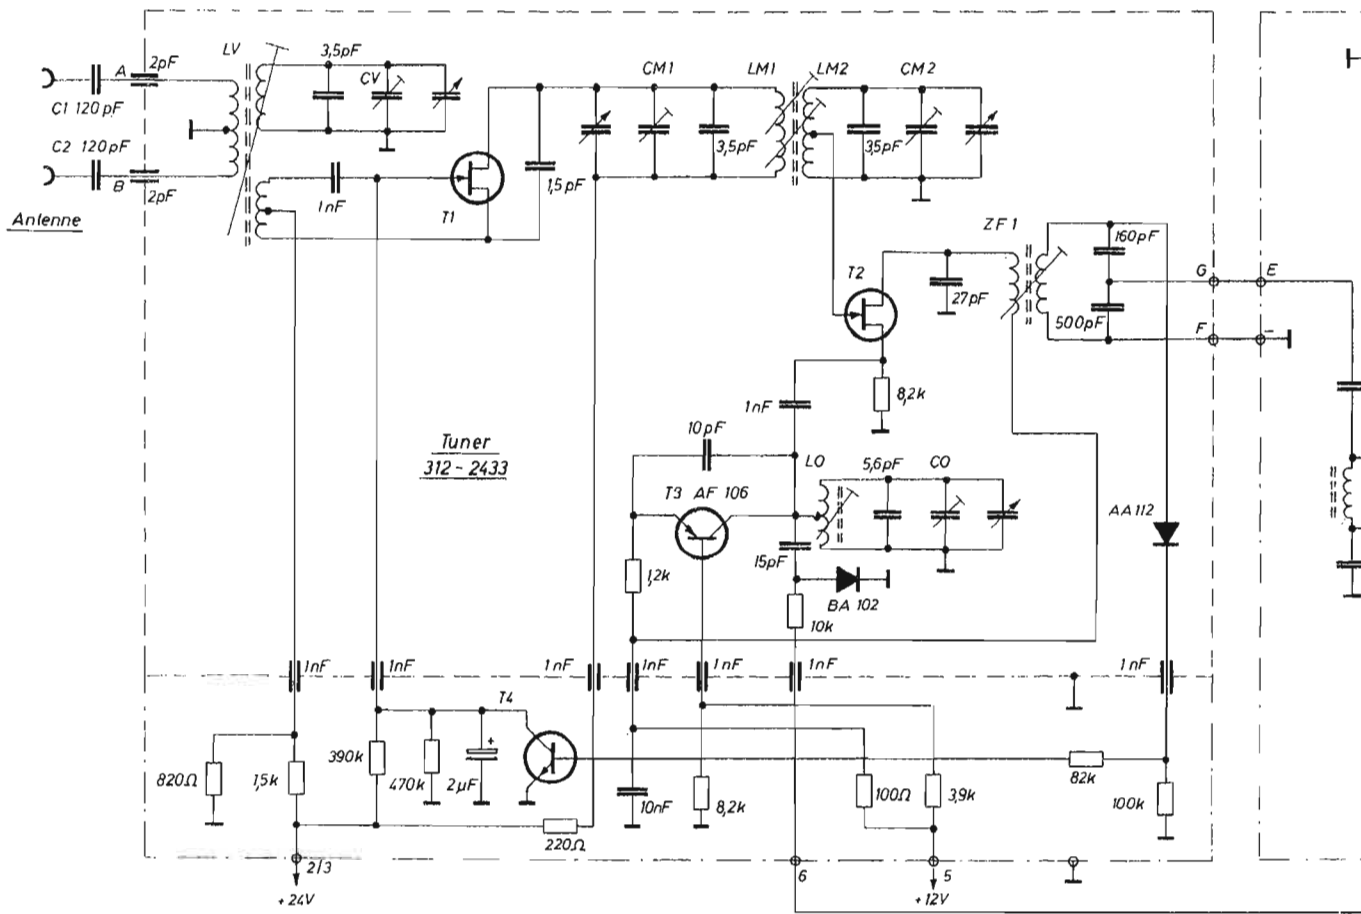 LV
3,5pF
2pF
A
CV
CM1
LM1
LM2
CM2
C1 120pF
C2 120pF
B
2pF
1nF
T1
1,5pF
3,5pF
3,5pF
Antenne
ZF1
160pF
T2
G
E
27pF
500pF
F
-
8,2k
1nF
10pF
Tuner
312-2433
LO
5,6pF
CO
T3 AF 106
AA112
15pF
1,2k
BA 102
10k
1nF
1nF
1nF
1nF
1nF
1nF
1nF
T4
390k
+
820Ω
1,5k
470k
2µF
10nF
8,2k
100Ω
3,9k
82k
100k
220Ω
2/3
6
5
+24V
+12V